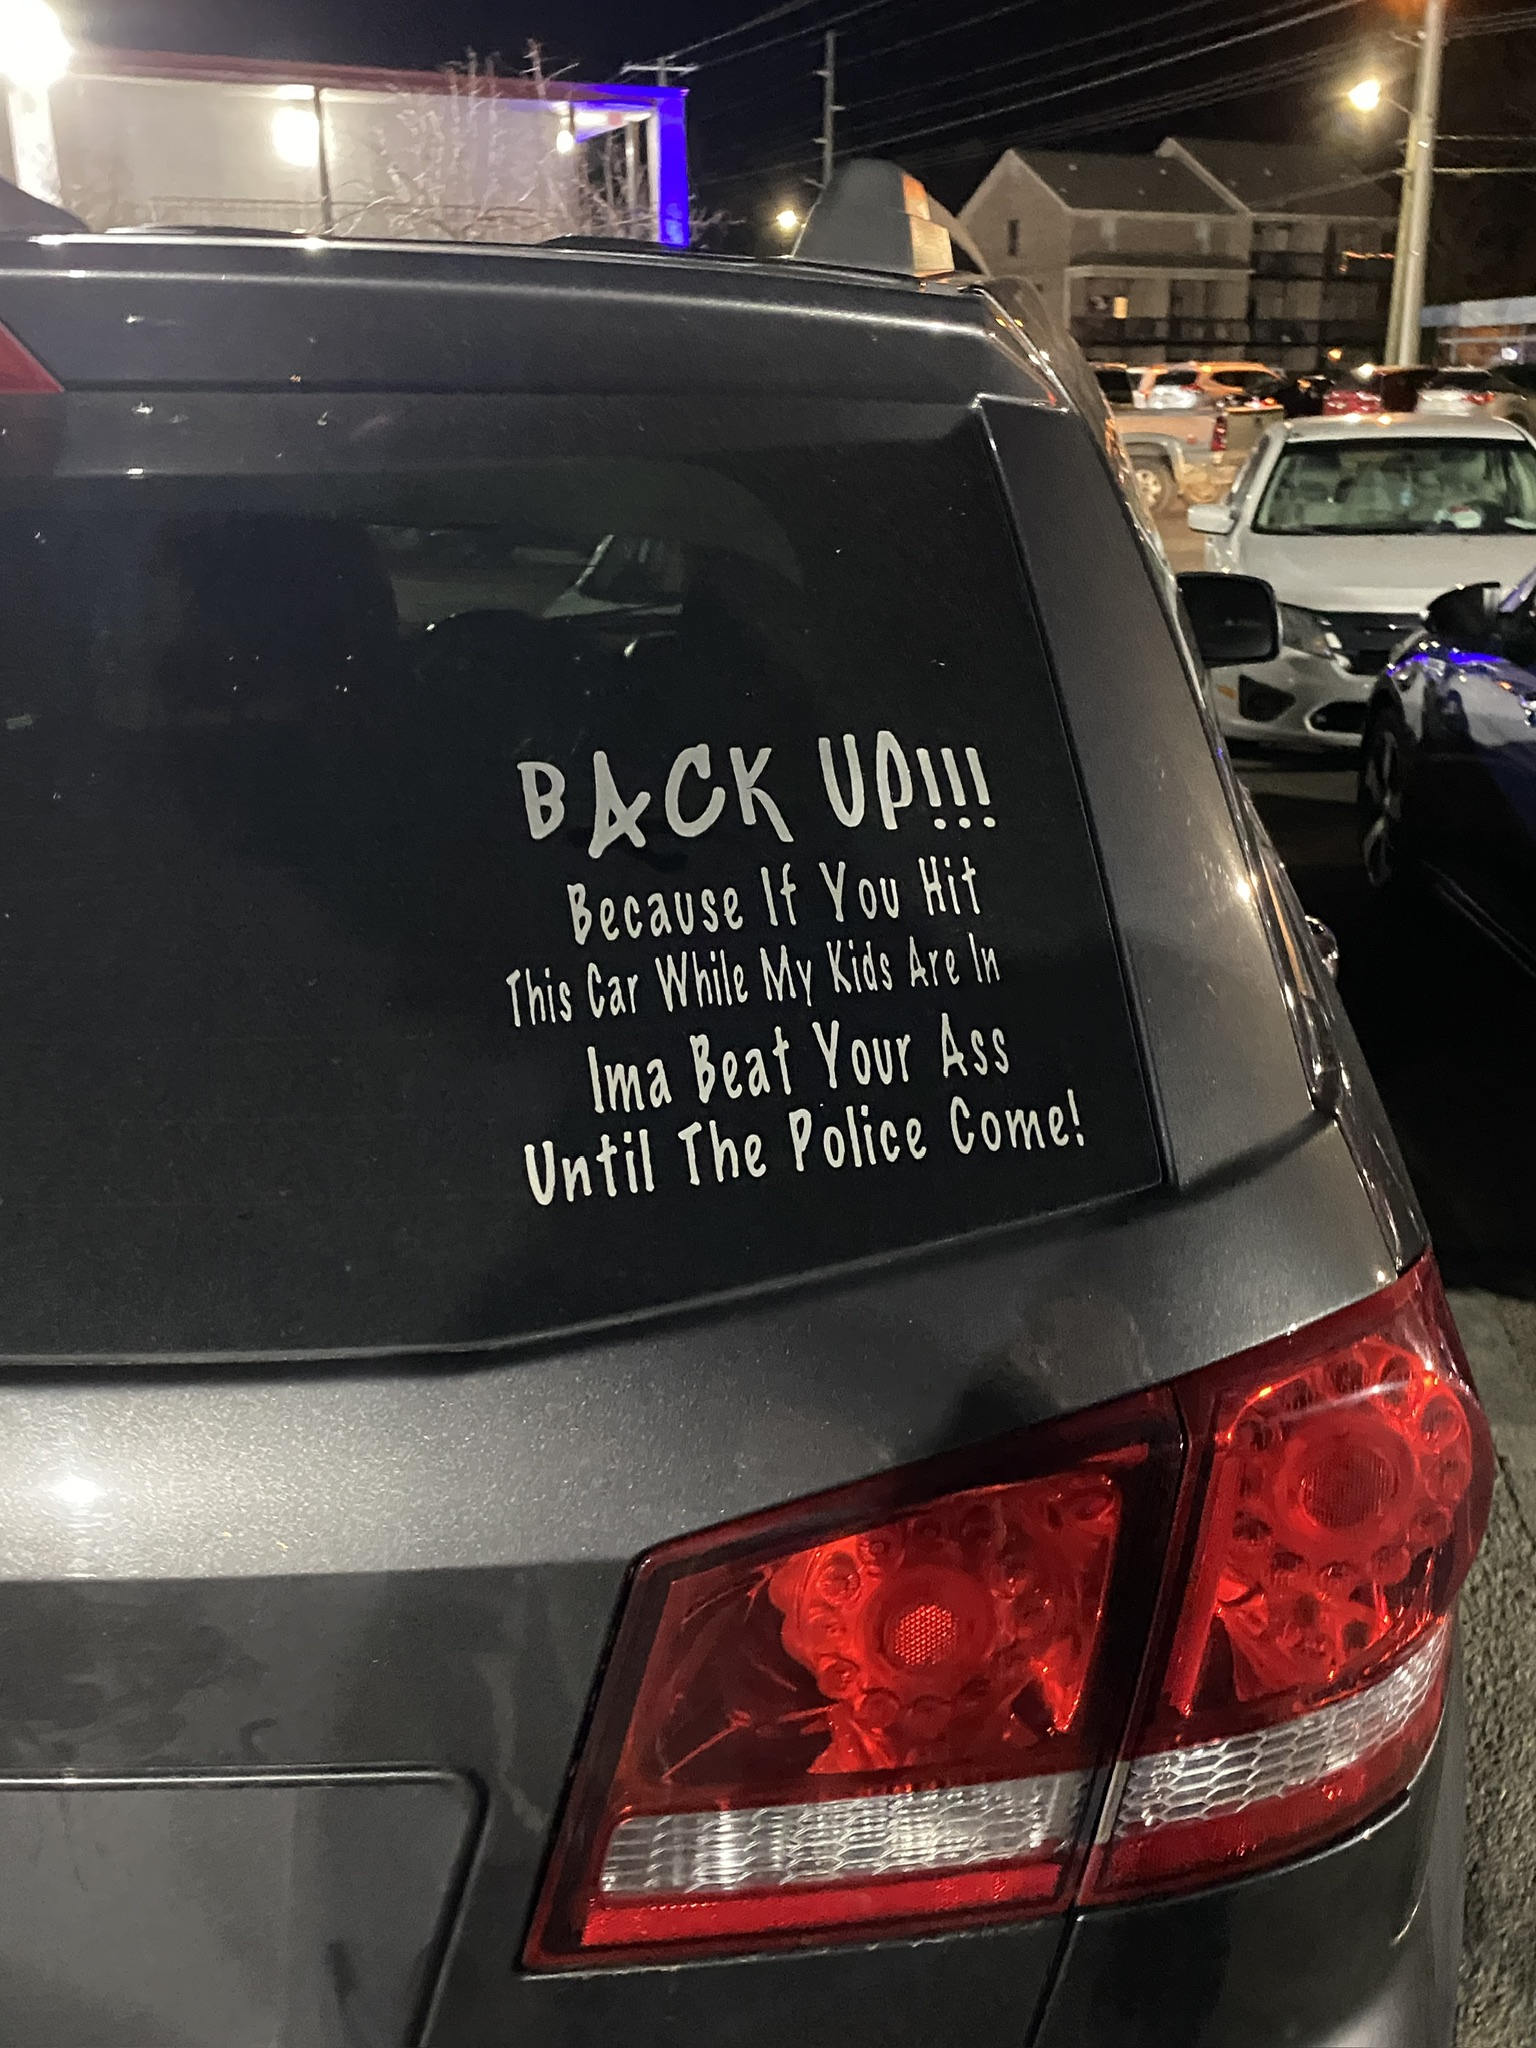 BACK UP!!!
Because If You Hit
This Car While My Kids Are In
Ima Beat Your Ass
Until The Police Come!